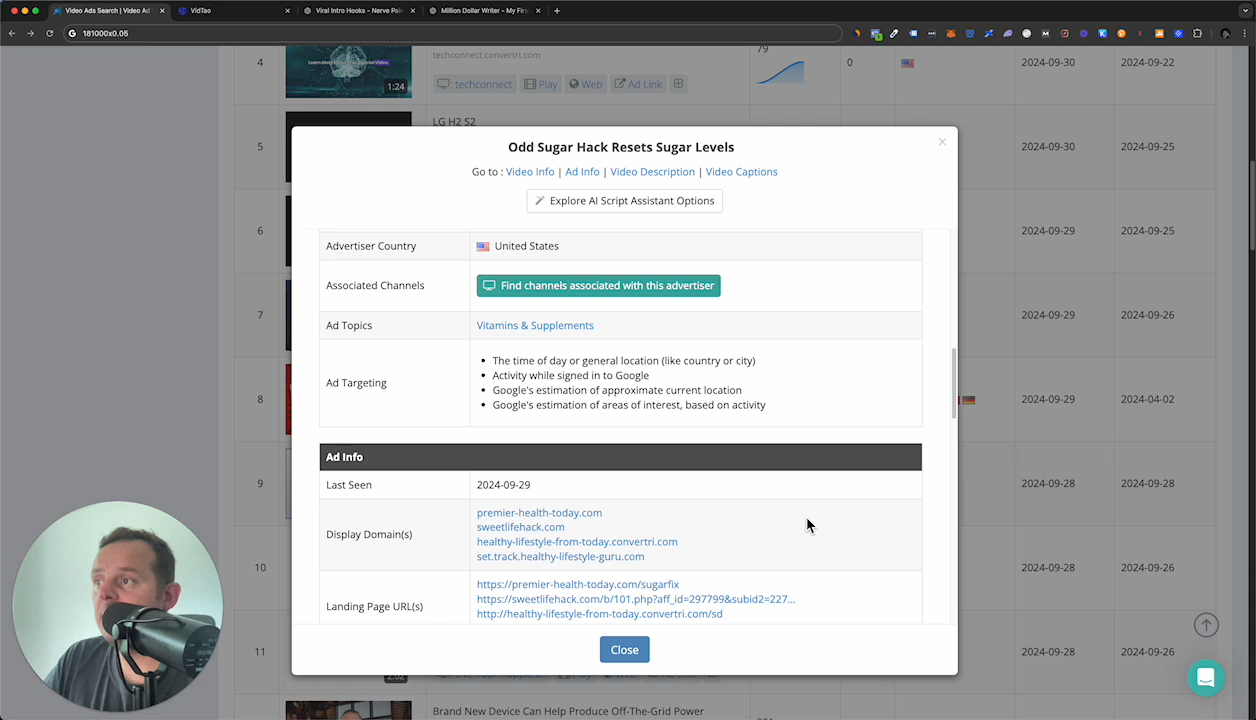 Video Ads Search | Video Ad
VidTao
Viral Intro Hooks - Nerve Pain
Million Dollar Writer - My Firs
181000x0.05
4
Learn More
1:24
techconnect.convertri.com
: techconnect
Play
Web
Ad Link
79
0
2024-09-30
2024-09-22
LG H2 S2
5
2024-09-30
2024-09-25
Odd Sugar Hack Resets Sugar Levels
Go to : Video Info | Ad Info | Video Description | Video Captions
Explore AI Script Assistant Options
6
2024-09-29
2024-09-25
Advertiser Country
United States
Associated Channels
Find channels associated with this advertiser
7
2024-09-29
2024-09-26
Ad Topics
Vitamins & Supplements
Ad Targeting
• The time of day or general location (like country or city)
• Activity while signed in to Google
• Google's estimation of approximate current location
• Google's estimation of areas of interest, based on activity
8
2024-09-29
2024-04-02
Ad Info
Last Seen
2024-09-29
9
2024-09-28
2024-09-26
Display Domain(s)
premier-health-today.com
sweetlifehack.com
healthy-lifestyle-from-today.convertri.com
set.track.healthy-lifestyle-guru.com
10
2024-09-28
2024-09-26
Landing Page URL(s)
https://premier-health-today.com/sugarfix
https://sweetlifehack.com/b/101.php?aff_id=297799&subid2=227...
http://healthy-lifestyle-from-today.convertri.com/sd
Close
11
2024-09-28
2024-09-26
2:02
Brand New Device Can Help Produce Off-The-Grid Power